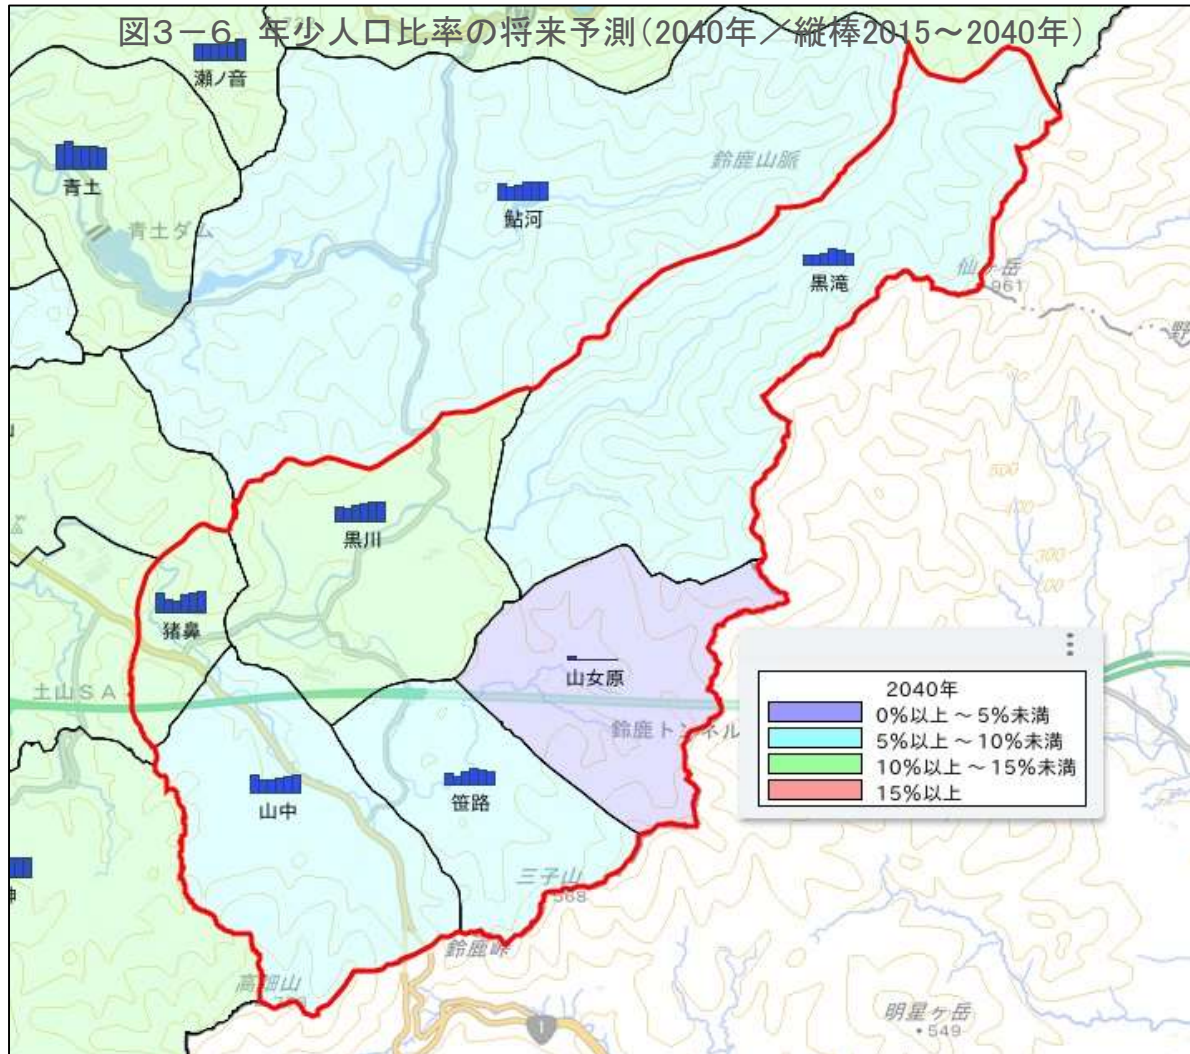 図3-6 年少人口比率の将来予測(2040年／縦棒2015～2040年)
瀬ノ音
青土
青土ダム
鮎河
鈴鹿山脈
黒滝
仙ヶ岳
961
野
黒川
猪鼻
500
300
土山SA
山女原
鈴鹿トンネル
山中
笹路
三子山
568
鈴鹿峠
高畑山
明星ヶ岳
549
1
2040年
0%以上～5%未満
5%以上～10%未満
10%以上～15%未満
15%以上